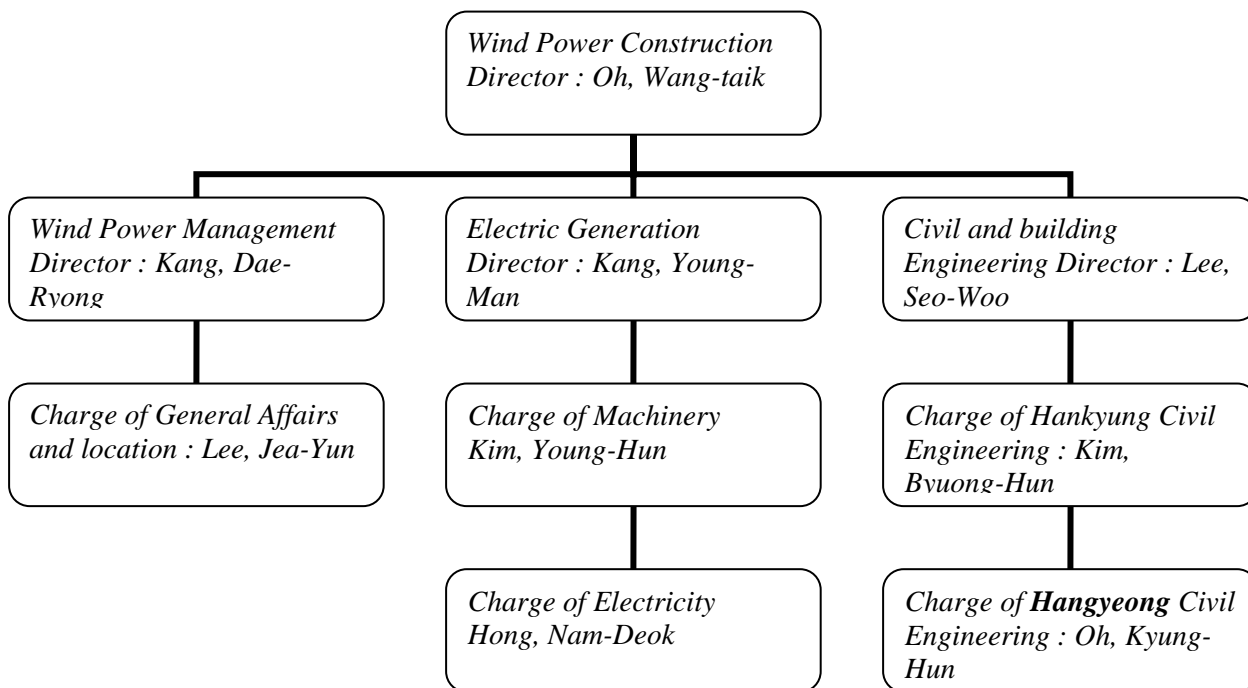 Wind Power Construction
Director : Oh, Wang-taik
Wind Power Management
Director : Kang, Dae-
Ryong
Electric Generation
Director : Kang, Young-
Man
Civil and building
Engineering Director : Lee,
Seo-Woo
Charge of General Affairs
and location : Lee, Jea-Yun
Charge of Machinery
Kim, Young-Hun
Charge of Hankyung Civil
Engineering : Kim,
Byuong-Hun
Charge of Electricity
Hong, Nam-Deok
Charge of Hangyeong Civil
Engineering : Oh, Kyung-
Hun